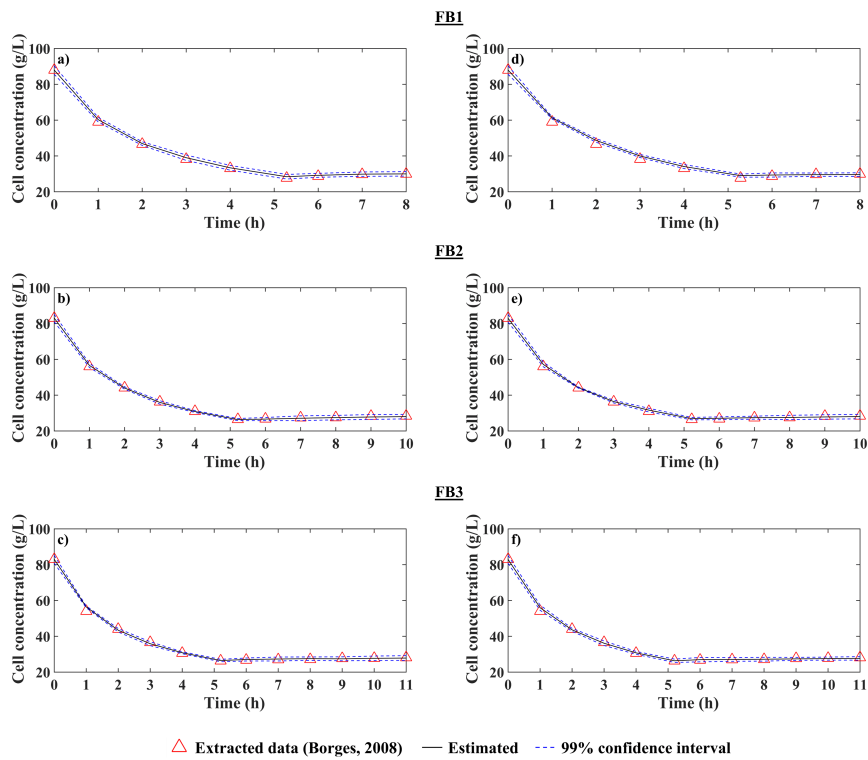 FB1
a)
d)
Cell concentration (g/L)
100
80
60
40
20
0 1 2 3 4 5 6 7 8
Time (h)
Cell concentration (g/L)
100
80
60
40
20
0 1 2 3 4 5 6 7 8
Time (h)
FB2
b)
e)
Cell concentration (g/L)
100
80
60
40
20
0 1 2 3 4 5 6 7 8 9 10
Time (h)
Cell concentration (g/L)
100
80
60
40
20
0 1 2 3 4 5 6 7 8 9 10
Time (h)
FB3
c)
f)
Cell concentration (g/L)
100
80
60
40
20
0 1 2 3 4 5 6 7 8 9 10 11
Time (h)
Cell concentration (g/L)
100
80
60
40
20
0 1 2 3 4 5 6 7 8 9 10 11
Time (h)
Extracted data (Borges, 2008) Estimated 99% confidence interval